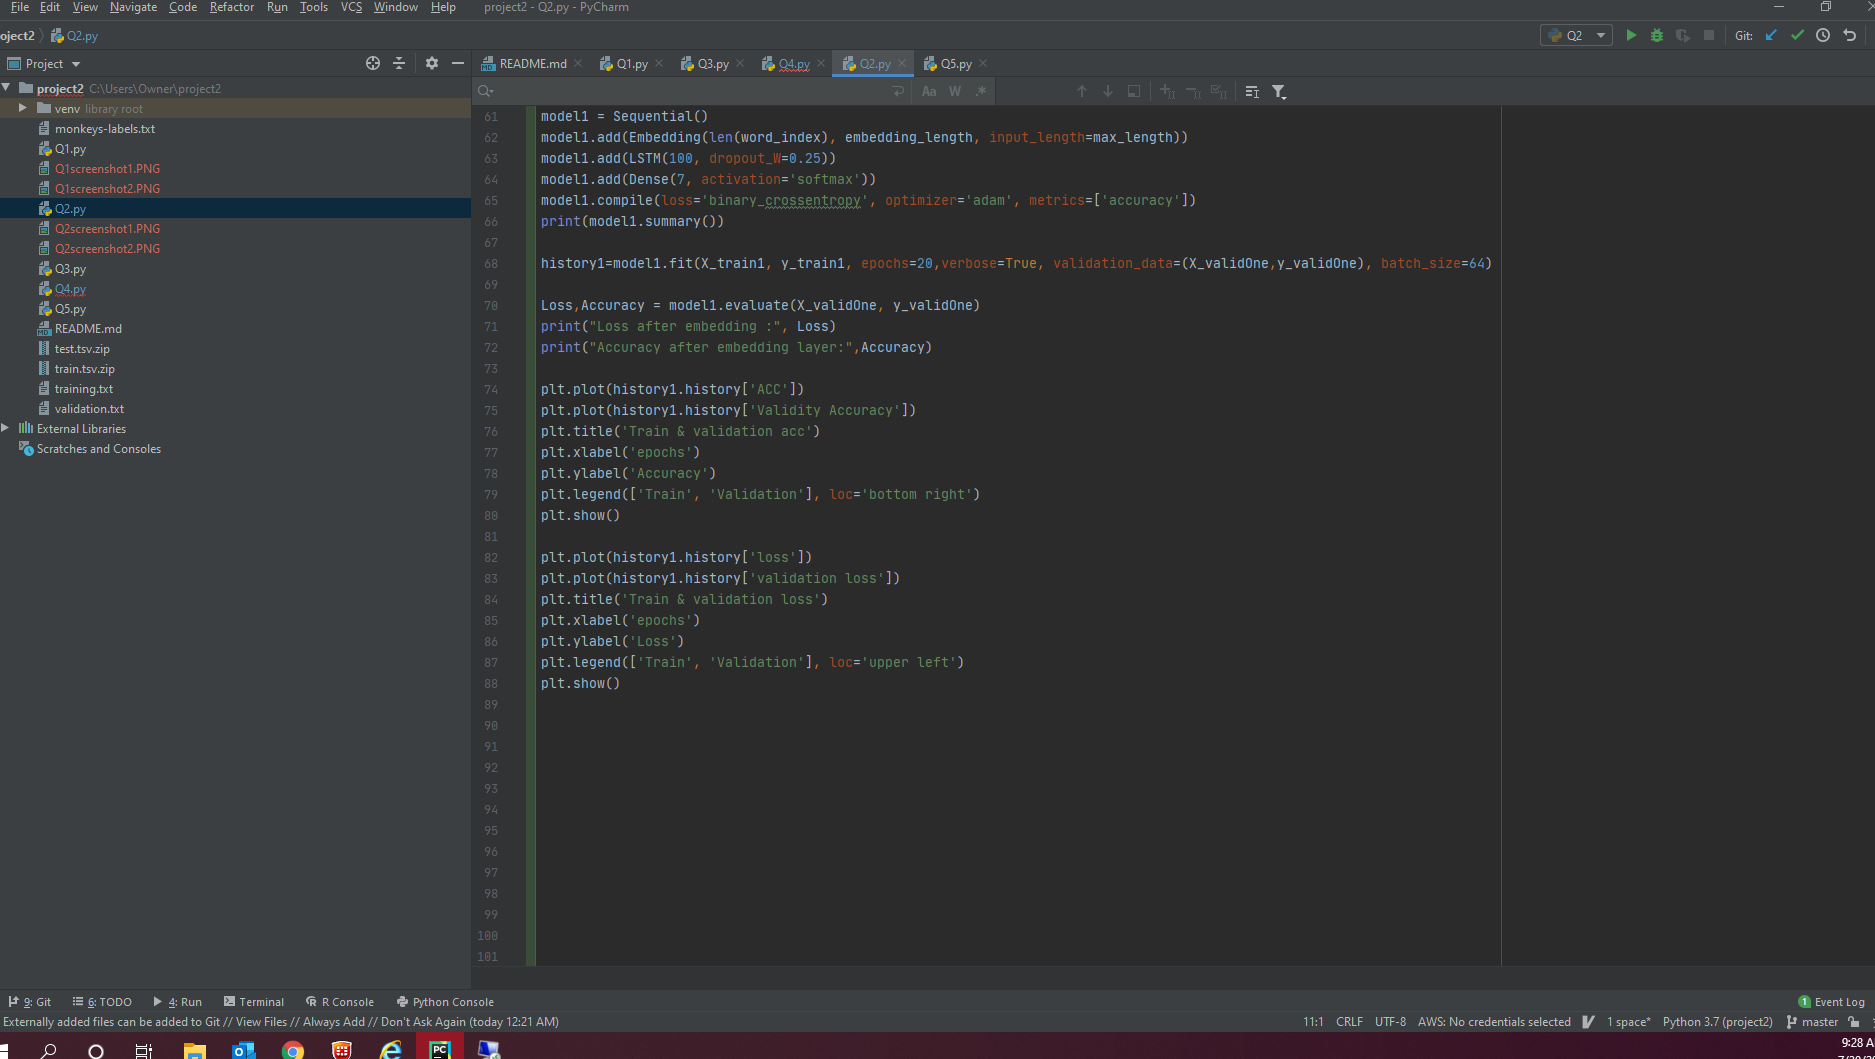 File Edit View Navigate Code Refactor Run Tools VCS Window Help project2 - Q2.py - PyCharm
oject2 Q2.py Q2 Git:
Project README.md Q1.py Q3.py Q4.py Q2.py Q5.py
project2 C:\Users\Owner\project2
venv library root
monkeys-labels.txt
Q1.py
Q1screenshot1.PNG
Q1screenshot2.PNG
Q2.py
Q2screenshot1.PNG
Q2screenshot2.PNG
Q3.py
Q4.py
Q5.py
README.md
test.tsv.zip
train.tsv.zip
training.txt
validation.txt
External Libraries
Scratches and Consoles
Aa W .*
61 model1 = Sequential()
62 model1.add(Embedding(len(word_index), embedding_length, input_length=max_length))
63 model1.add(LSTM(100, dropout_W=0.25))
64 model1.add(Dense(7, activation='softmax'))
65 model1.compile(loss='binary_crossentropy', optimizer='adam', metrics=['accuracy'])
66 print(model1.summary())
67
68 history1=model1.fit(X_train1, y_train1, epochs=20,verbose=True, validation_data=(X_validOne,y_validOne), batch_size=64)
69
70 Loss,Accuracy = model1.evaluate(X_validOne, y_validOne)
71 print("Loss after embedding :", Loss)
72 print("Accuracy after embedding layer:",Accuracy)
73
74 plt.plot(history1.history['ACC'])
75 plt.plot(history1.history['Validity Accuracy'])
76 plt.title('Train & validation acc')
77 plt.xlabel('epochs')
78 plt.ylabel('Accuracy')
79 plt.legend(['Train', 'Validation'], loc='bottom right')
80 plt.show()
81
82 plt.plot(history1.history['loss'])
83 plt.plot(history1.history['validation loss'])
84 plt.title('Train & validation loss')
85 plt.xlabel('epochs')
86 plt.ylabel('Loss')
87 plt.legend(['Train', 'Validation'], loc='upper left')
88 plt.show()
89
90
91
92
93
94
95
96
97
98
99
100
101
9: Git 6: TODO 4: Run Terminal R Console Python Console 1 Event Log
Externally added files can be added to Git // View Files // Always Add // Don't Ask Again (today 12:21 AM) 11:1 CRLF UTF-8 AWS: No credentials selected 1 space* Python 3.7 (project2) master
PC 9:28 A